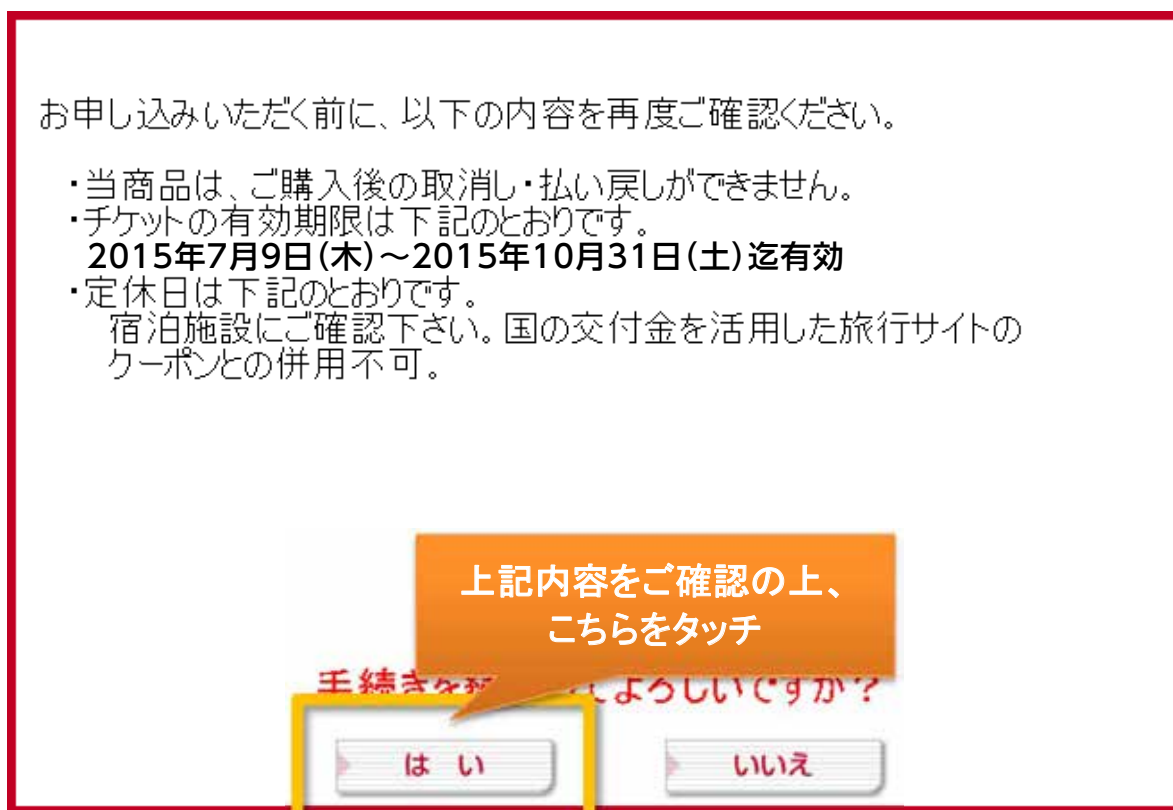 お申し込みいただく前に、以下の内容を再度ご確認ください。
・当商品は、ご購入後の取消し・払い戻しができません。
・チケットの有効期限は下記のとおりです。
2015年7月9日(木)～2015年10月31日(土)迄有効
・定休日は下記のとおりです。
宿泊施設にご確認下さい。国の交付金を活用した旅行サイトの
クーポンとの併用不可。
上記内容をご確認の上、
こちらをタッチ
手続きを よろしいですか？
はい
いいえ